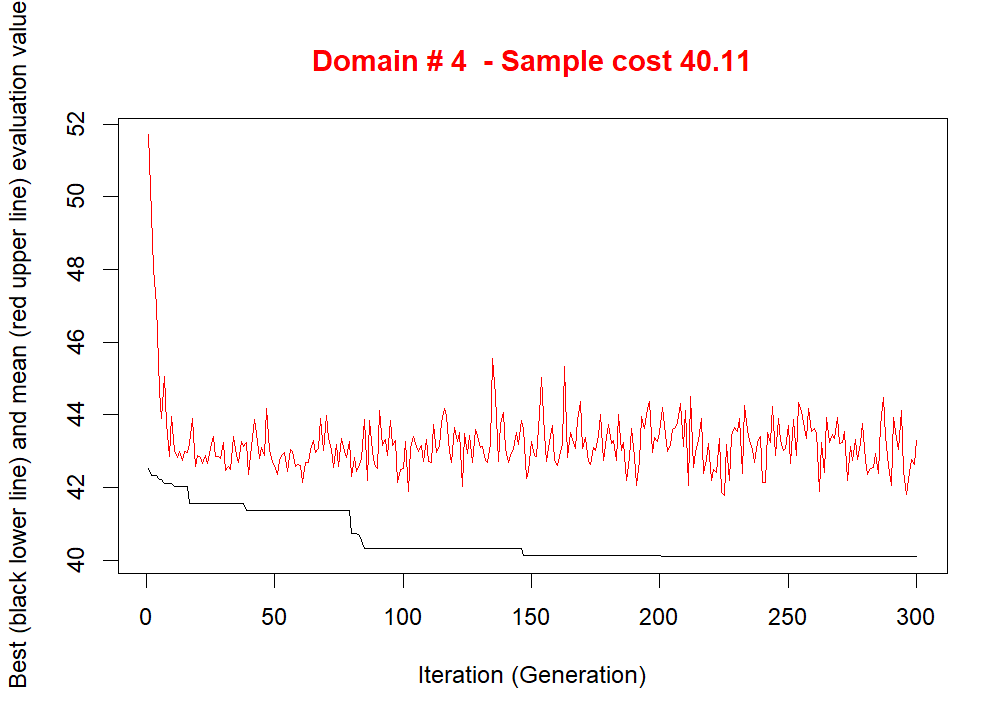 Domain # 4  - Sample cost 40.11
Best (black lower line) and mean (red upper line) evaluation value
52
50
48
46
44
42
40
0 50 100 150 200 250 300
Iteration (Generation)